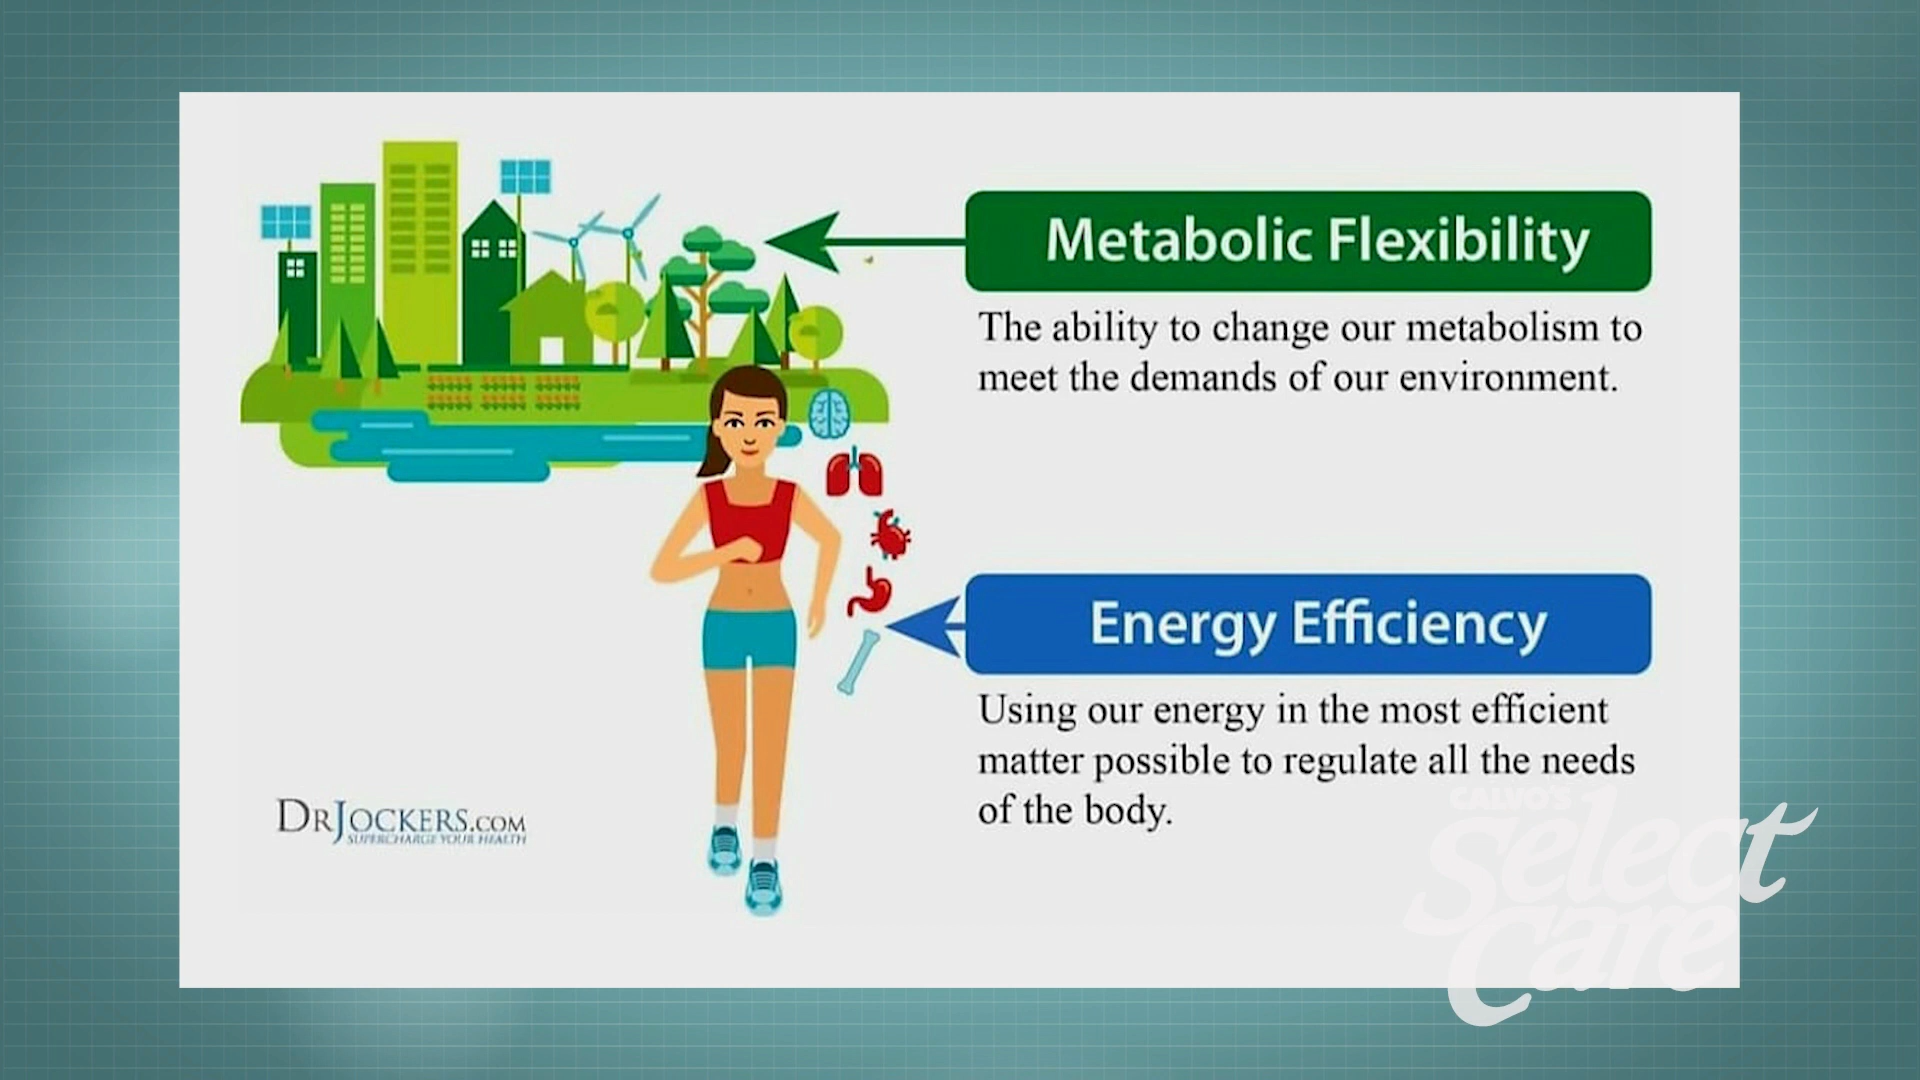 Metabolic Flexibility
The ability to change our metabolism to
meet the demands of our environment.
Energy Efficiency
Using our energy in the most efficient
matter possible to regulate all the needs
of the body.
DRJOCKERS.COM
SUPERCHARGE YOUR HEALTH
CALVO'S
Select
Care